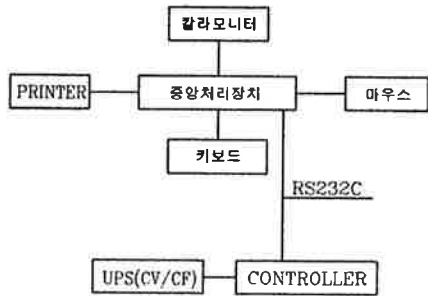 칼라모니터
PRINTER
중앙처리장치
마우스
키보드
RS232C
UPS(CV/CF)
CONTROLLER